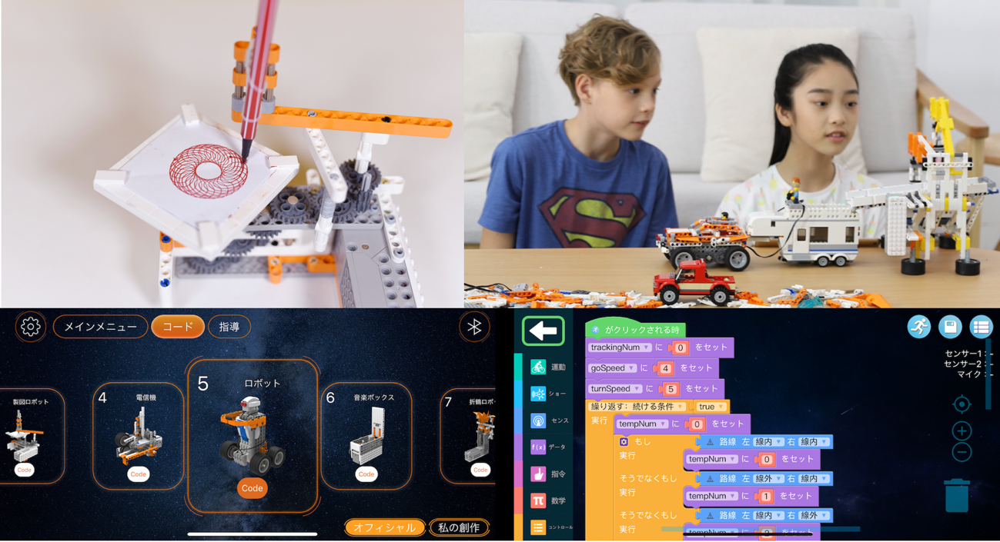 メインメニュー コード 指導
製図ロボット
Code
4
電信機
Code
5
ロボット
Code
6
音楽ボックス
Code
7
折鶴ロボ
Code
オフィシャル 私の創作
運動
ショー
センス
f(x) データ
指令
π 数学
コントロール
がクリックされる時
trackingNum に 0 をセット
goSpeed に 4 をセット
turnSpeed に 5 をセット
繰り返す: 続ける条件 true
実行 tempNum に 0 をセット
もし 路線 左 線内 右 線内
実行 tempNum に 0 をセット
そうでなくもし 路線 左 線外 右 線内
実行 tempNum に 1 をセット
そうでなくもし 路線 左 線内 右 線外
実行
センサー1 : -
センサー2 : -
マイク : -